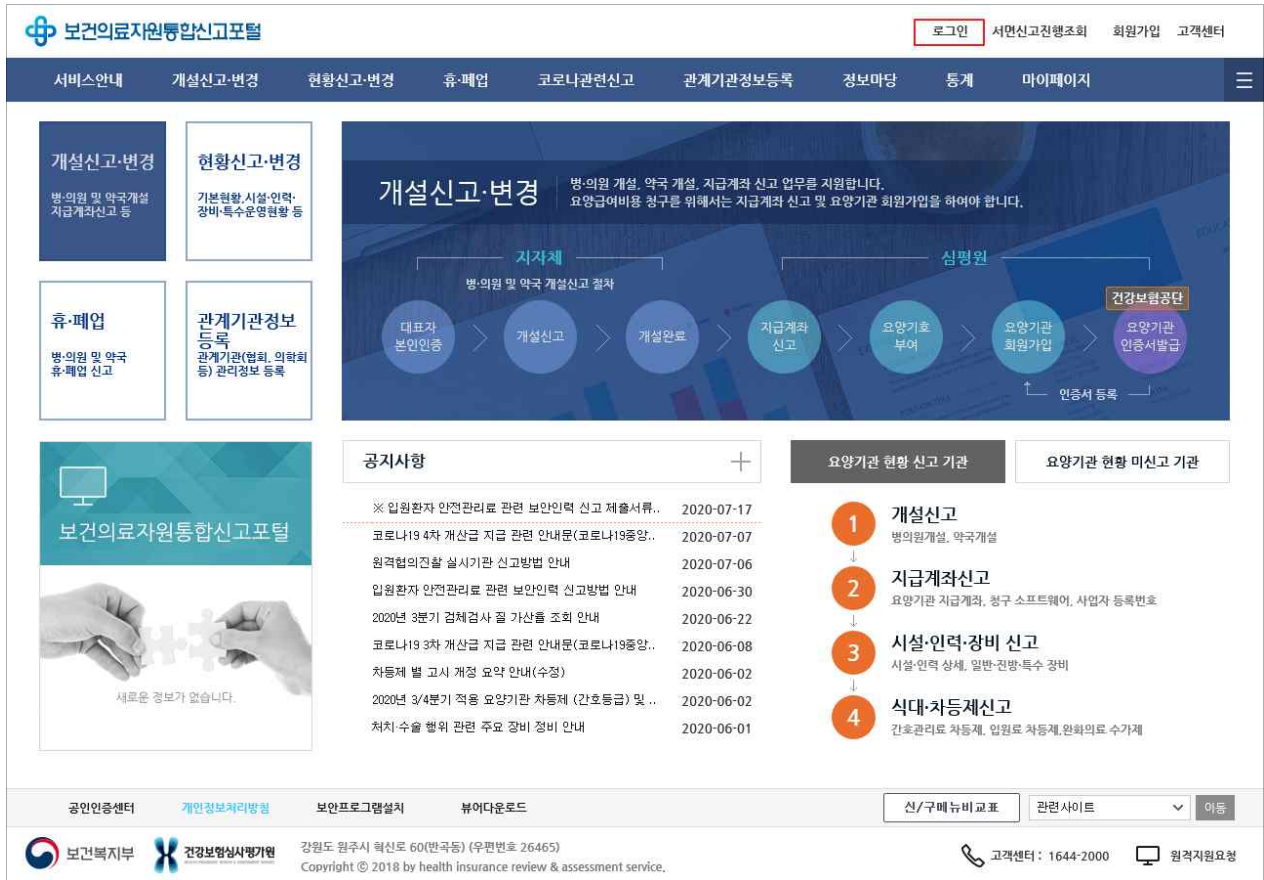 보건의료자원통합신고포털
로그인 서면신고진행조회 회원가입 고객센터
서비스안내 개설신고·변경 현황신고·변경 휴·폐업 코로나관련신고 관계기관정보등록 정보마당 통계 마이페이지
개설신고·변경
병·의원 및 약국개설
지급계좌신고 등
현황신고·변경
기본현황,시설·인력·
장비·특수운영현황 등
휴·폐업
병·의원 및 약국
휴·폐업 신고
관계기관정보
등록
관계기관(협회, 의학회
등) 관리정보 등록
개설신고·변경
병·의원 개설, 약국 개설, 지급계좌 신고 업무를 지원합니다.
요양급여비용 청구를 위해서는 지급계좌 신고 및 요양기관 회원가입을 하여야 합니다.
지자체
병·의원 및 약국 개설신고 절차
심평원
건강보험공단
대표자
본인인증
개설신고
개설완료
지급계좌
신고
요양기호
부여
요양기관
회원가입
요양기관
인증서발급
인증서 등록
보건의료자원통합신고포털
새로운 정보가 없습니다.
공지사항
※ 입원환자 안전관리료 관련 보안인력 신고 제출서류.. 2020-07-17
코로나19 4차 개산급 지급 관련 안내문(코로나19중앙.. 2020-07-07
원격협의진찰 실시기관 신고방법 안내 2020-07-06
입원환자 안전관리료 관련 보안인력 신고방법 안내 2020-06-30
2020년 3분기 검체검사 질 가산율 조회 안내 2020-06-22
코로나19 3차 개산급 지급 관련 안내문(코로나19중앙.. 2020-06-08
차등제 별 고시 개정 요약 안내(수정) 2020-06-02
2020년 3/4분기 적용 요양기관 차등제 (간호등급) 및 .. 2020-06-02
처치·수술 행위 관련 주요 장비 정비 안내 2020-06-01
요양기관 현황 신고 기관 요양기관 현황 미신고 기관
1 개설신고
병의원개설, 약국개설
2 지급계좌신고
요양기관 지급계좌, 청구 소프트웨어, 사업자 등록번호
3 시설·인력·장비 신고
시설·인력 상세, 일반·진방·특수 장비
4 식대·차등제신고
간호관리료 차등제, 입원료 차등제,완화의료 수가제
공인인증센터 개인정보처리방침 보안프로그램설치 뷰어다운로드
신/구메뉴비교표 관련사이트 이동
보건복지부 건강보험심사평가원
강원도 원주시 혁신로 60(반곡동) (우편번호 26465)
Copyright ⓒ 2018 by health insurance review & assessment service.
고객센터 : 1644-2000 원격지원요청